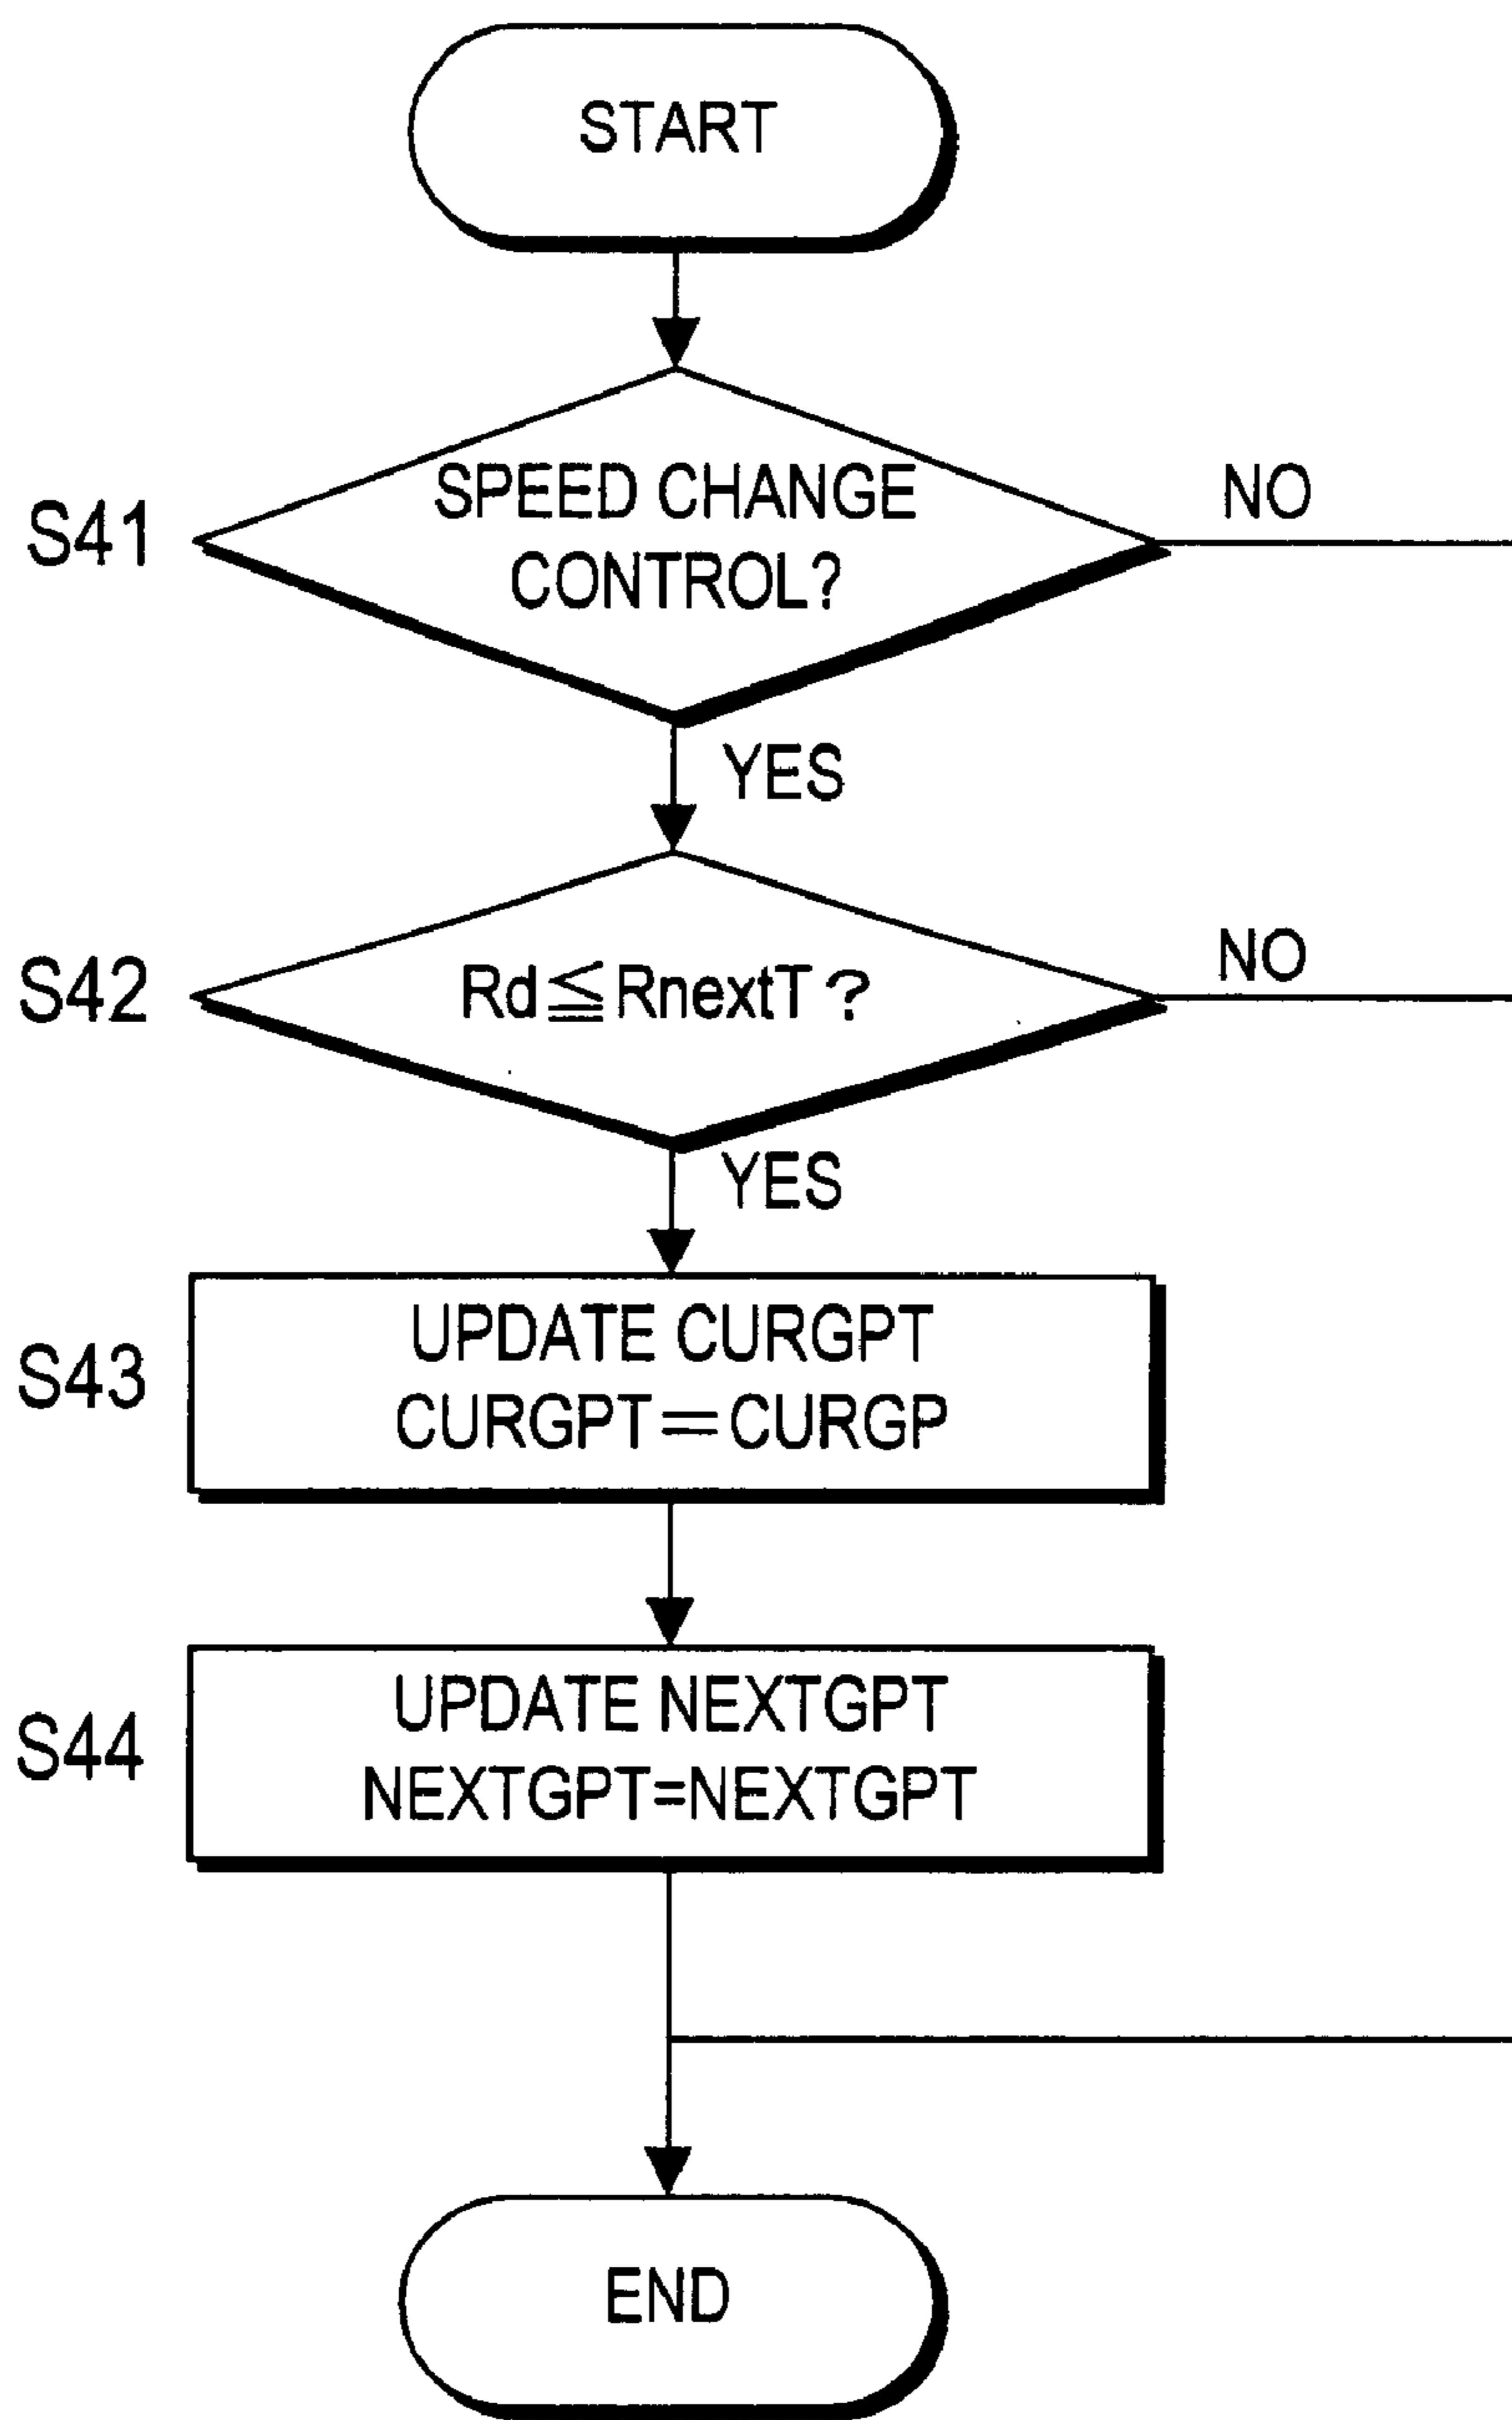 START
S41
SPEED CHANGE
CONTROL?
NO
YES
S42
Rd≦RnextT?
NO
YES
S43
UPDATE CURGPT
CURGPT=CURGP
S44
UPDATE NEXTGPT
NEXTGPT=NEXTGPT
END